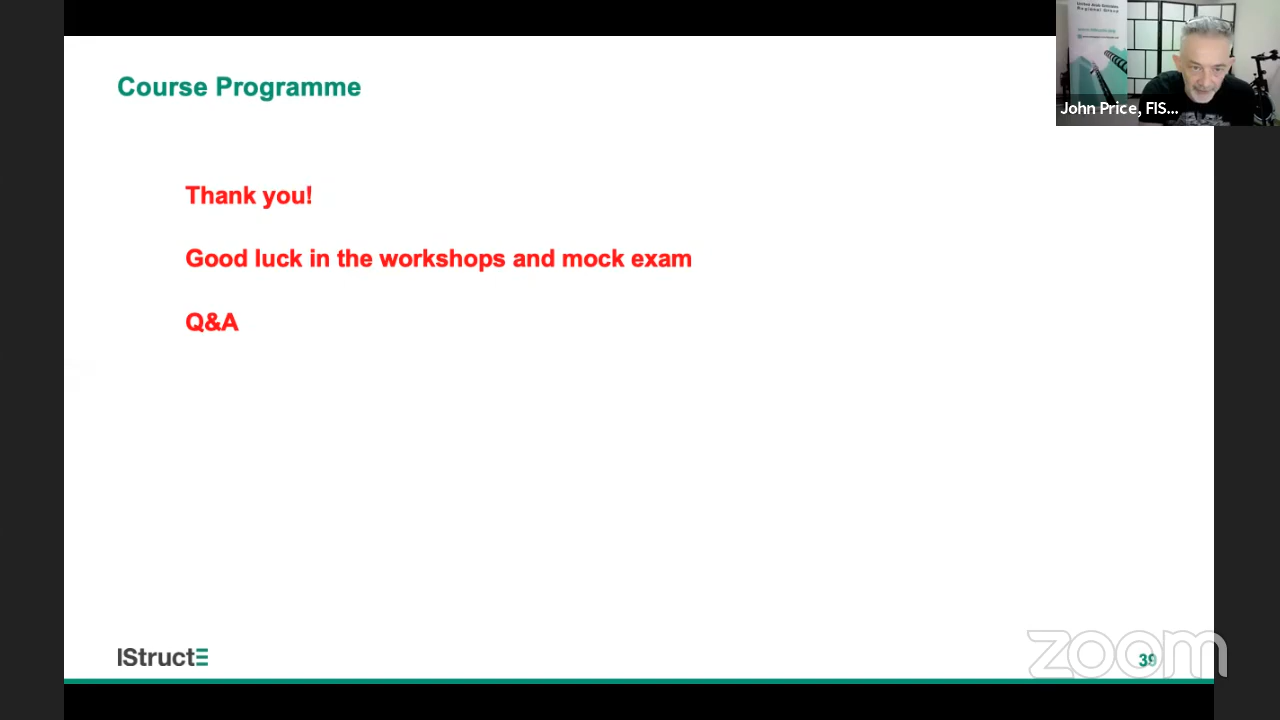 Course Programme
Thank you!
Good luck in the workshops and mock exam
Q&A
John Price, FIS...
IStructE
zoom
39